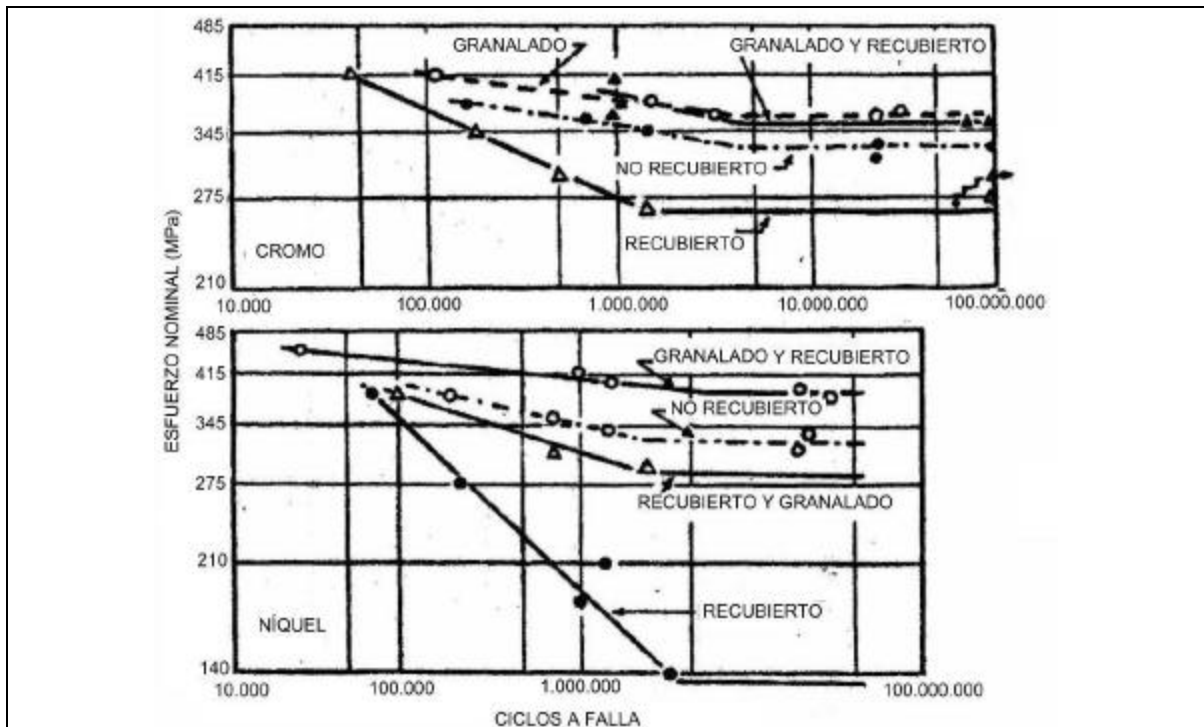 485
GRANALADO
GRANALADO Y RECUBIERTO
415
345
NO RECUBIERTO
275
RECUBIERTO
CROMO
210
10.000
100.000
1.000.000
10.000.000
100.000.000
ESFUERZO NOMINAL (MPa)
485
GRANALADO Y RECUBIERTO
415
NO RECUBIERTO
345
275
RECUBIERTO Y GRANALADO
210
RECUBIERTO
NÍQUEL
140
10.000
100.000
1.000.000
100.000.000
CICLOS A FALLA